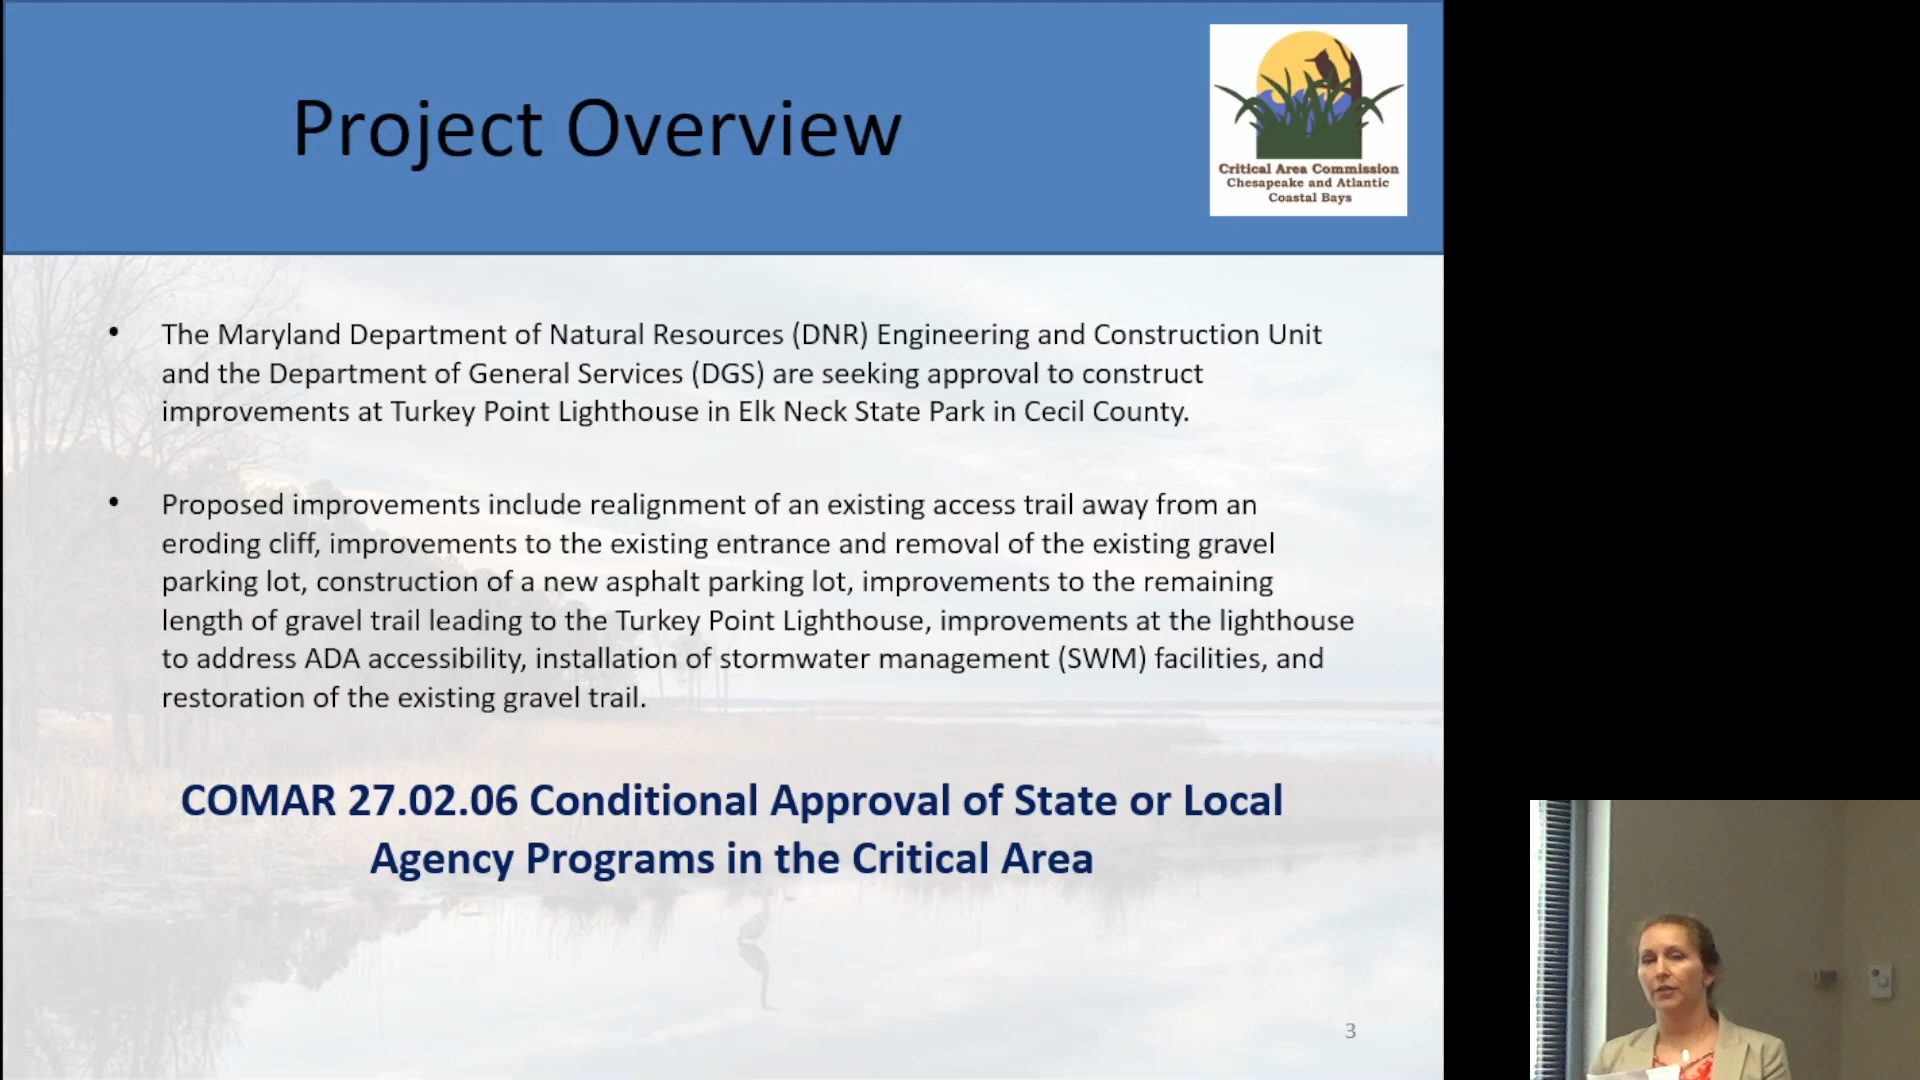 Project Overview
Critical Area Commission
Chesapeake and Atlantic
Coastal Bays
• The Maryland Department of Natural Resources (DNR) Engineering and Construction Unit
and the Department of General Services (DGS) are seeking approval to construct
improvements at Turkey Point Lighthouse in Elk Neck State Park in Cecil County.
• Proposed improvements include realignment of an existing access trail away from an
eroding cliff, improvements to the existing entrance and removal of the existing gravel
parking lot, construction of a new asphalt parking lot, improvements to the remaining
length of gravel trail leading to the Turkey Point Lighthouse, improvements at the lighthouse
to address ADA accessibility, installation of stormwater management (SWM) facilities, and
restoration of the existing gravel trail.
COMAR 27.02.06 Conditional Approval of State or Local
Agency Programs in the Critical Area
3